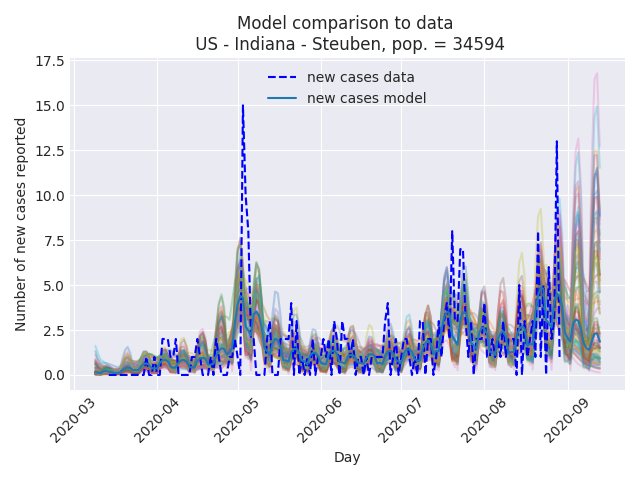 Model comparison to data
US - Indiana - Steuben, pop. = 34594
new cases data
new cases model
Number of new cases reported
17.5
15.0
12.5
10.0
7.5
5.0
2.5
0.0
2020-03
2020-04
2020-05
2020-06
2020-07
2020-08
2020-09
Day